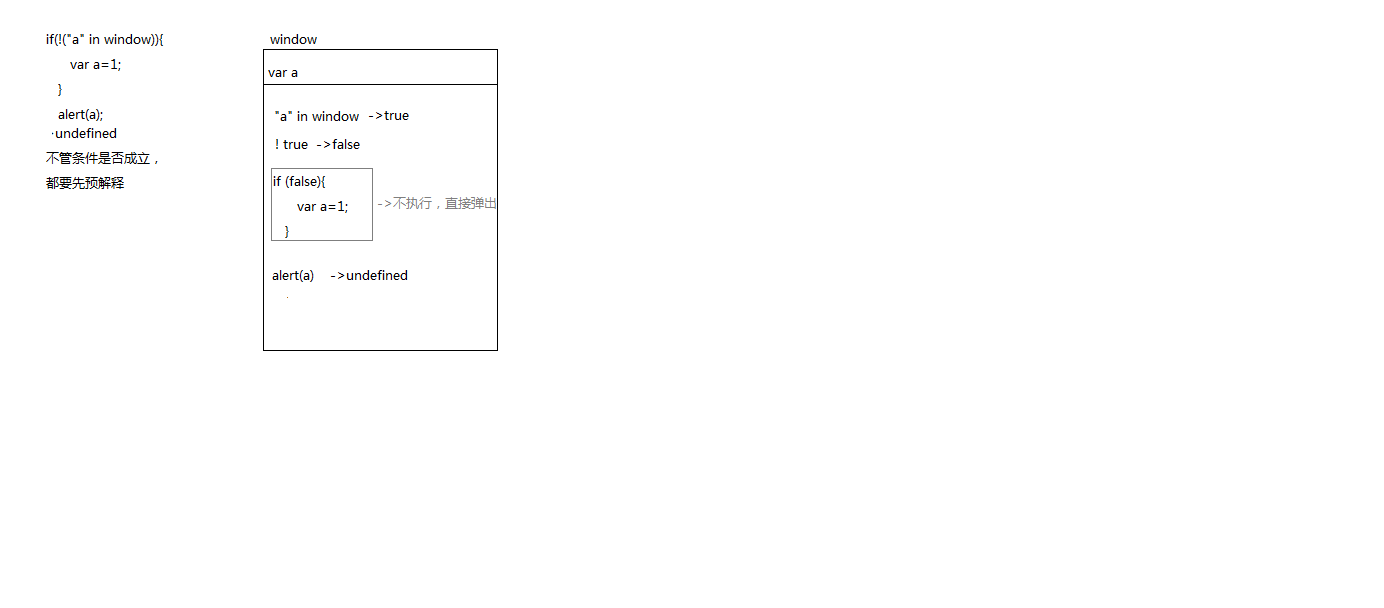 if(!("a" in window)){
var a=1;
}
alert(a);
·undefined
不管条件是否成立，
都要先预解释
window
var a
"a" in window ->true
! true ->false
if (false){
var a=1;
}
->不执行，直接弹出
alert(a) ->undefined